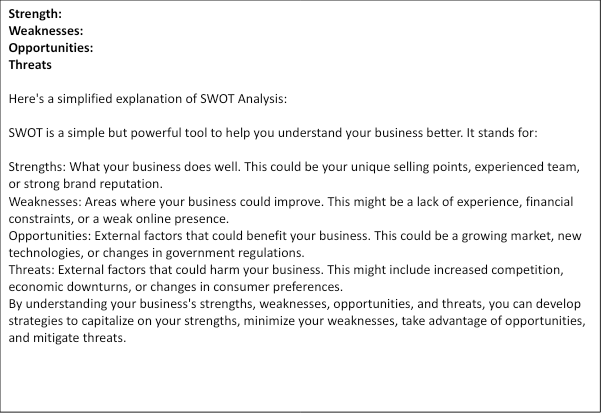 Strength:
Weaknesses:
Opportunities:
Threats
Here's a simplified explanation of SWOT Analysis:
SWOT is a simple but powerful tool to help you understand your business better. It stands for:
Strengths: What your business does well. This could be your unique selling points, experienced team,
or strong brand reputation.
Weaknesses: Areas where your business could improve. This might be a lack of experience, financial
constraints, or a weak online presence.
Opportunities: External factors that could benefit your business. This could be a growing market, new
technologies, or changes in government regulations.
Threats: External factors that could harm your business. This might include increased competition,
economic downturns, or changes in consumer preferences.
By understanding your business's strengths, weaknesses, opportunities, and threats, you can develop
strategies to capitalize on your strengths, minimize your weaknesses, take advantage of opportunities,
and mitigate threats.